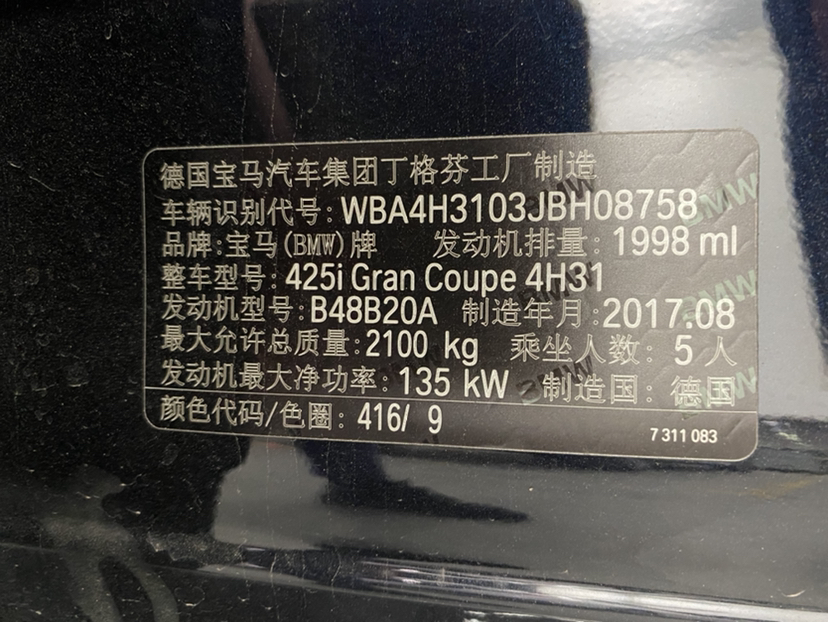 德国宝马汽车集团丁格芬工厂制造
车辆识别代号: WBA4H3103JBH08758
品牌:宝马(BMW)牌 发动机排量: 1998 ml
整车型号: 425i Gran Coupe 4H31
发动机型号: B48B20A 制造年月: 2017.08
最大允许总质量: 2100 kg 乘坐人数: 5 人
发动机最大净功率: 135 kW 制造国: 德国
颜色代码/色圈: 416/ 9
7 311 083